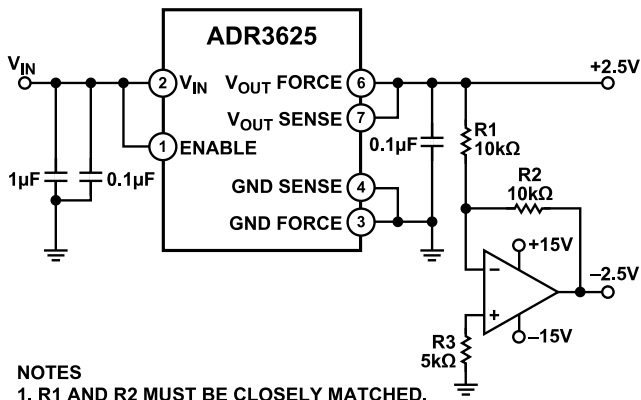 ADR3625
V_IN
2
V_IN
V_OUT FORCE
6
+2.5V
V_OUT SENSE
7
1
ENABLE
0.1µF
R1
10kΩ
1µF
0.1µF
GND SENSE
4
R2
10kΩ
GND FORCE
3
+15V
−
−2.5V
+
−15V
R3
5kΩ
NOTES
1. R1 AND R2 MUST BE CLOSELY MATCHED.